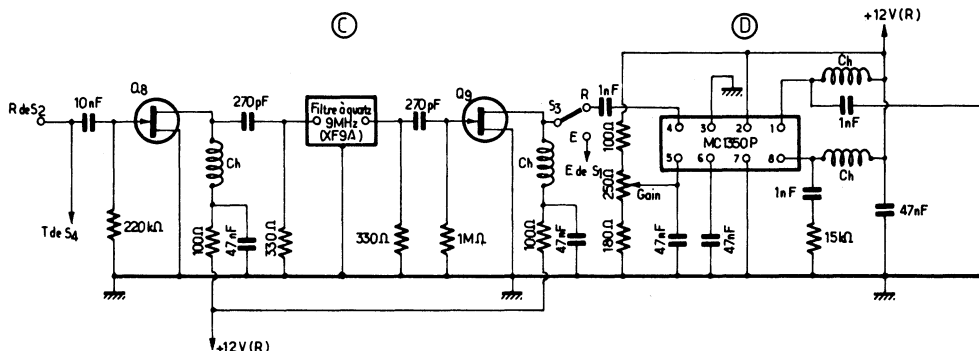 C
D
+12V(R)
R de S2
10nF
Q8
270pF
Filtre à quartz
9MHz
(XF9A)
270pF
Q9
S3
R
1nF
E
E de S1
Ch
Ch
T de S4
220kΩ
100Ω
47nF
330Ω
330Ω
1MΩ
100Ω
47nF
100Ω
250Ω
Gain
180Ω
47nF
47nF
4
3
2
1
MC1350P
5
6
7
8
Ch
1nF
Ch
1nF
15kΩ
47nF
+12V(R)